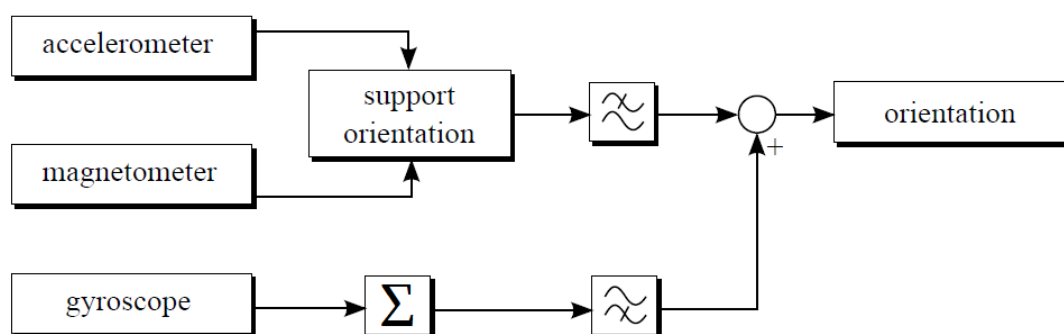 accelerometer
support
orientation
orientation
magnetometer
+
gyroscope
Σ